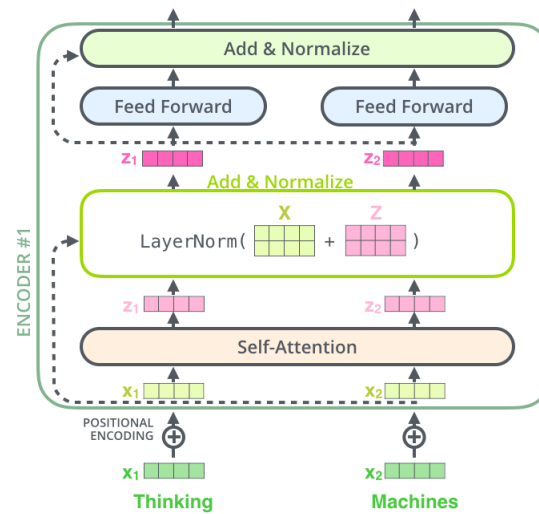 Add & Normalize
Feed Forward Feed Forward
z1 z2
Add & Normalize
X Z
LayerNorm( + )
ENCODER #1
z1 z2
Self-Attention
x1 x2
POSITIONAL
ENCODING
x1 x2
Thinking Machines